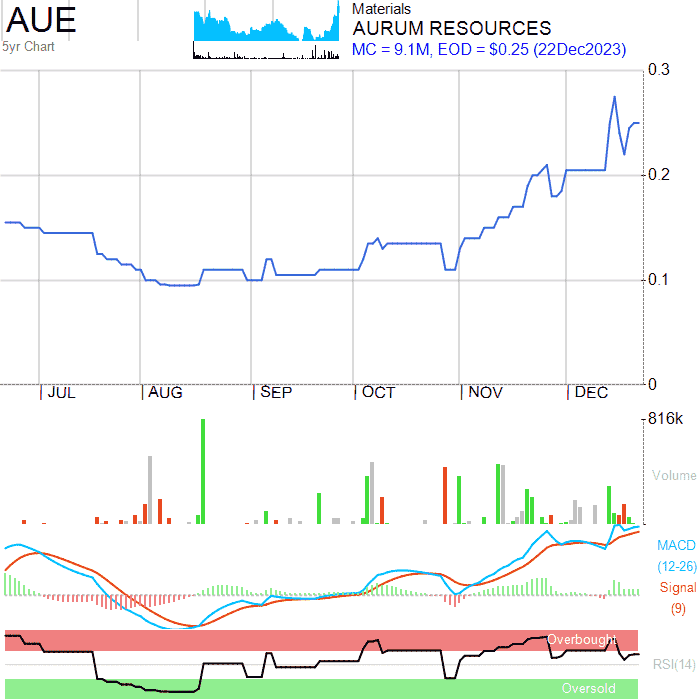 AUE
5yr Chart
Materials
AURUM RESOURCES
MC = 9.1M, EOD = $0.25 (22Dec2023)
0.3
0.2
0.1
0
JUL AUG SEP OCT NOV DEC
816k
Volume
MACD
(12-26)
Signal
(9)
Overbought
RSI(14)
Oversold